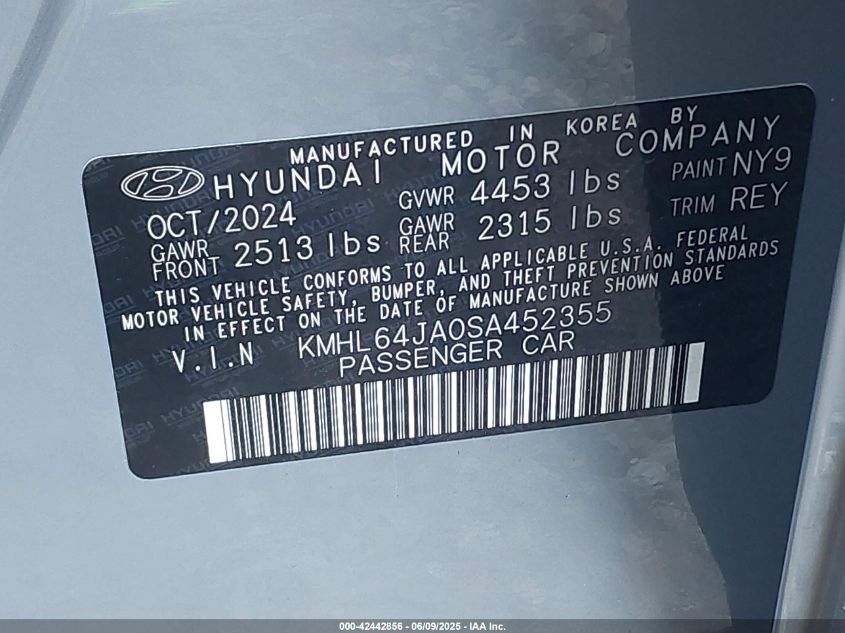 MANUFACTURED IN KOREA BY
HYUNDAI MOTOR COMPANY
OCT/2024 GVWR 4453 lbs PAINT NY9
GAWR FRONT 2513 lbs GAWR REAR 2315 lbs TRIM REY
THIS VEHICLE CONFORMS TO ALL APPLICABLE U.S.A. FEDERAL
MOTOR VEHICLE SAFETY, BUMPER, AND THEFT PREVENTION STANDARDS
IN EFFECT ON THE DATE OF MANUFACTURE SHOWN ABOVE
V.I.N KMHL64JA0SA452355
PASSENGER CAR
000-42442856 - 06/09/2025 - IAA Inc.